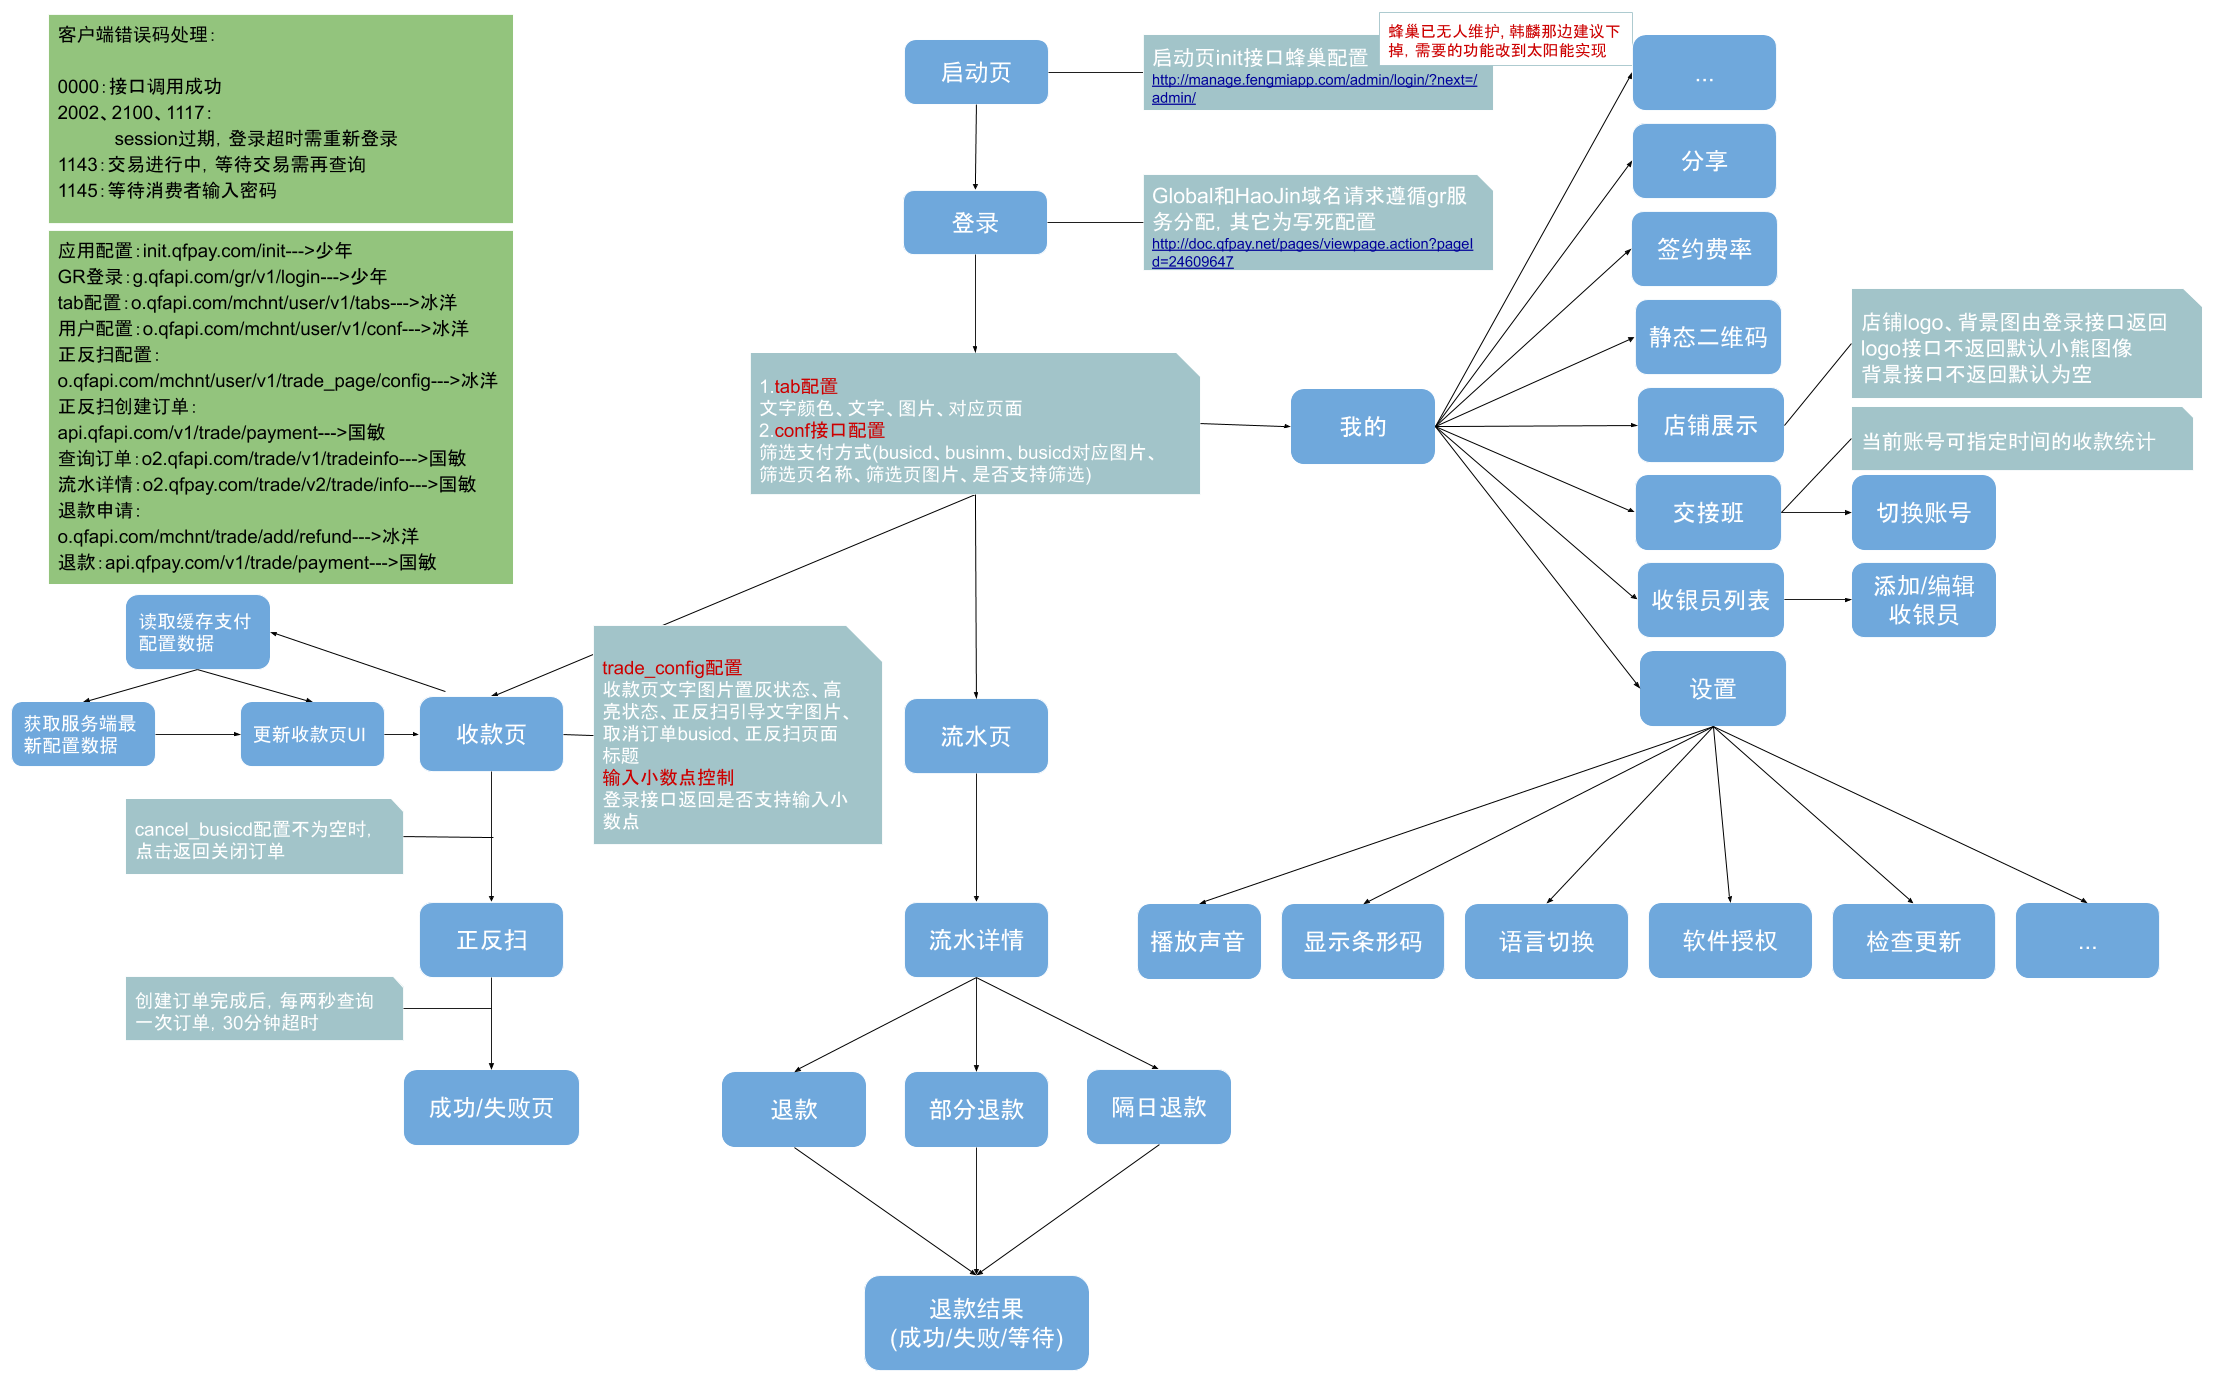 客户端错误码处理：
0000：接口调用成功
2002、2100、1117：
session过期，登录超时需重新登录
1143：交易进行中，等待交易需再查询
1145：等待消费者输入密码
应用配置：init.qfpay.com/init--->少年
GR登录：g.qfapi.com/gr/v1/login--->少年
tab配置：o.qfapi.com/mchnt/user/v1/tabs--->冰洋
用户配置：o.qfapi.com/mchnt/user/v1/conf--->冰洋
正反扫配置：
o.qfapi.com/mchnt/user/v1/trade_page/config--->冰洋
正反扫创建订单：
api.qfapi.com/v1/trade/payment--->国敏
查询订单：o2.qfapi.com/trade/v1/tradeinfo--->国敏
流水详情：o2.qfpay.com/trade/v2/trade/info--->国敏
退款申请：
o.qfapi.com/mchnt/trade/add/refund--->冰洋
退款：api.qfpay.com/v1/trade/payment--->国敏
启动页
启动页init接口蜂巢配置
http://manage.fengmiapp.com/admin/login/?next=/
admin/
蜂巢已无人维护，韩麟那边建议下
掉，需要的功能改到太阳能实现
登录
Global和HaoJin域名请求遵循gr服
务分配，其它为写死配置
http://doc.qfpay.net/pages/viewpage.action?pageI
d=24609647
1.tab配置
文字颜色、文字、图片、对应页面
2.conf接口配置
筛选支付方式(busicd、businm、busicd对应图片、
筛选页名称、筛选页图片、是否支持筛选)
我的
...
分享
签约费率
静态二维码
店铺展示
店铺logo、背景图由登录接口返回
logo接口不返回默认小熊图像
背景接口不返回默认为空
交接班
当前账号可指定时间的收款统计
切换账号
收银员列表
添加/编辑
收银员
设置
播放声音
显示条形码
语言切换
软件授权
检查更新
...
读取缓存支付
配置数据
获取服务端最
新配置数据
更新收款页UI
收款页
trade_config配置
收款页文字图片置灰状态、高
亮状态、正反扫引导文字图片、
取消订单busicd、正反扫页面
标题
输入小数点控制
登录接口返回是否支持输入小
数点
cancel_busicd配置不为空时，
点击返回关闭订单
正反扫
创建订单完成后，每两秒查询
一次订单，30分钟超时
成功/失败页
流水页
流水详情
退款
部分退款
隔日退款
退款结果
(成功/失败/等待)